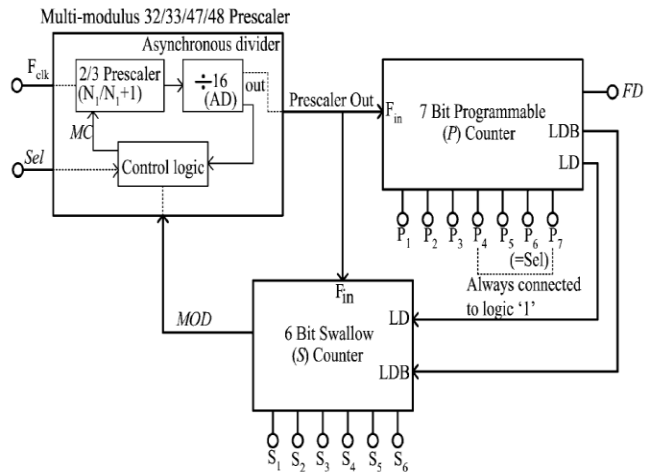 Multi-modulus 32/33/47/48 Prescaler
Asynchronous divider
F_clk
2/3 Prescaler
(N_1/N_1+1)
÷16
(AD)
out
MC
Sel
Control logic
Prescaler Out
F_in
7 Bit Programmable
(P) Counter
FD
LDB
LD
P_1 P_2 P_3 P_4 P_5 P_6 P_7
(=Sel)
Always connected
to logic '1'
F_in
MOD
6 Bit Swallow
(S) Counter
LD
LDB
S_1 S_2 S_3 S_4 S_5 S_6